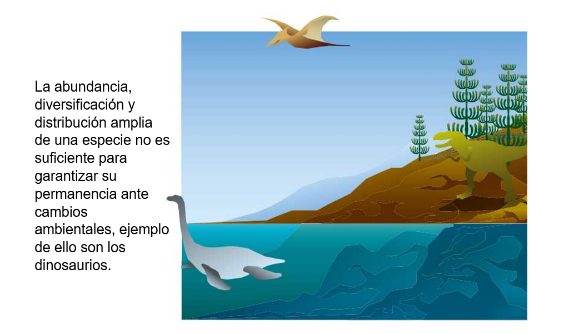 La abundancia,
diversificación y
distribución amplia
de una especie no es
suficiente para
garantizar su
permanencia ante
cambios
ambientales, ejemplo
de ello son los
dinosaurios.